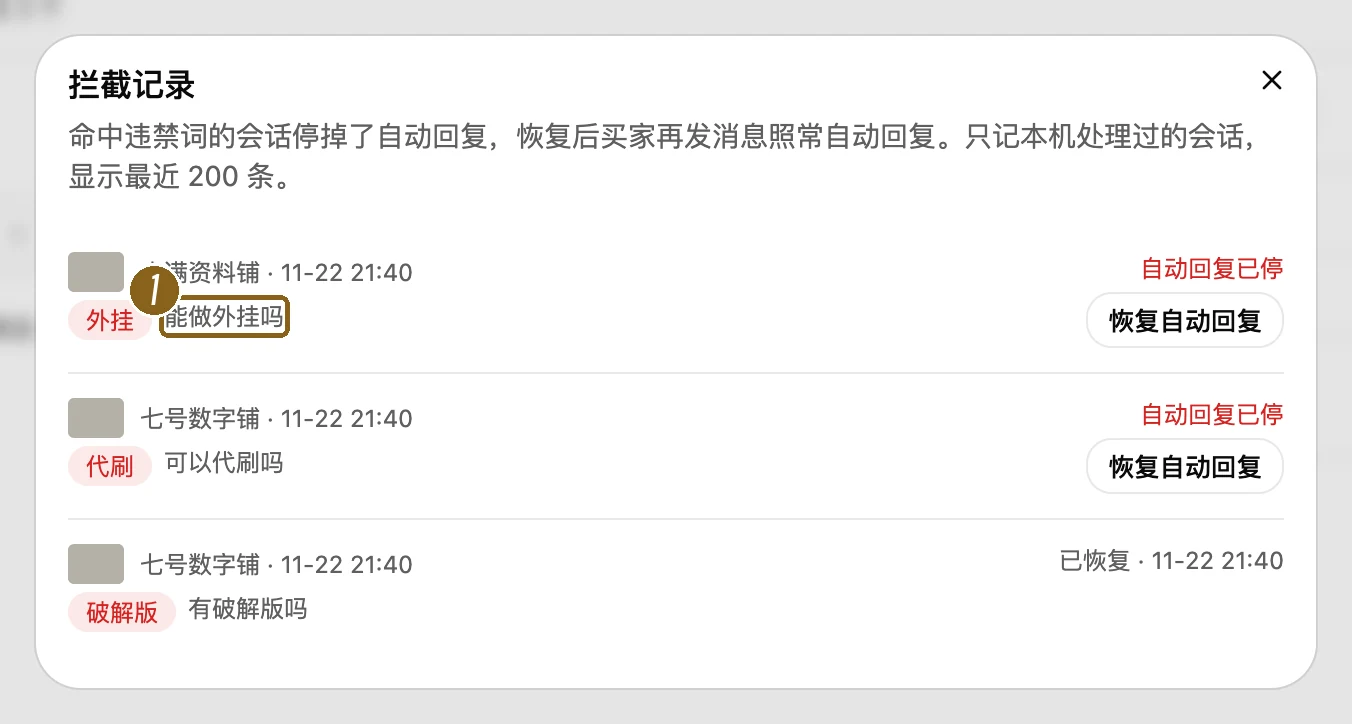 拦截记录
命中违禁词的会话停掉了自动回复，恢复后买家再发消息照常自动回复。只记本机处理过的会话，
显示最近 200 条。
满资料铺 · 11-22 21:40
自动回复已停
1
外挂
能做外挂吗
恢复自动回复
七号数字铺 · 11-22 21:40
自动回复已停
代刷
可以代刷吗
恢复自动回复
七号数字铺 · 11-22 21:40
已恢复 · 11-22 21:40
破解版
有破解版吗